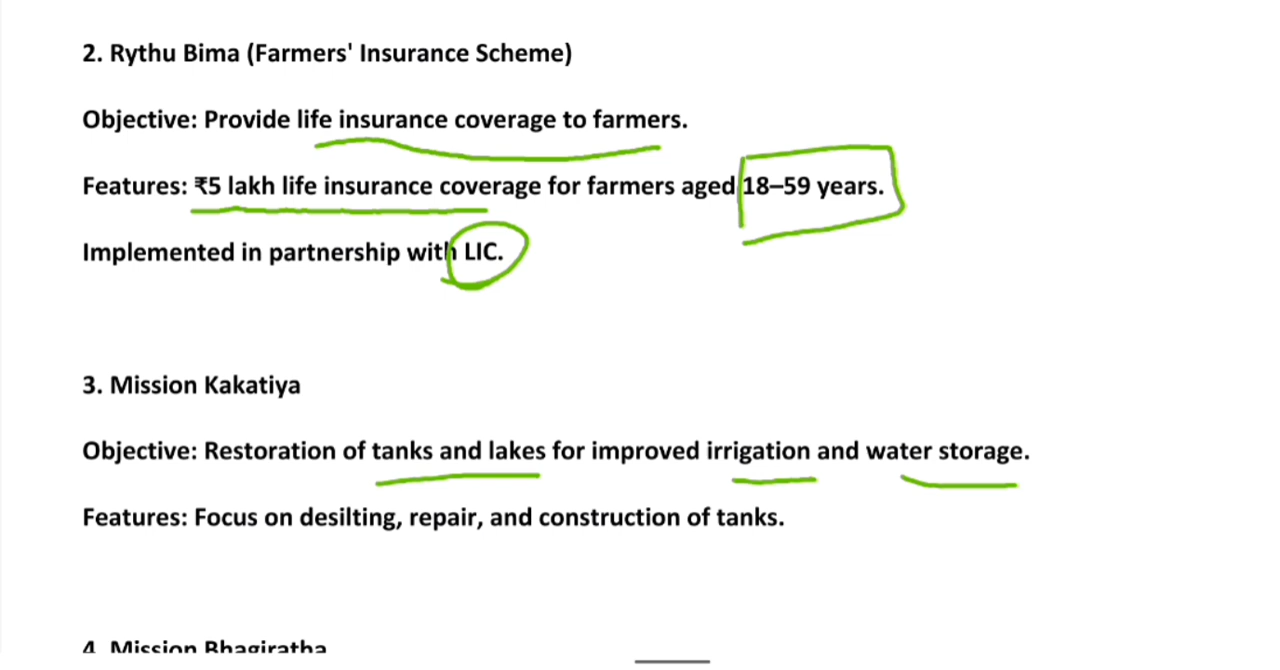 2. Rythu Bima (Farmers' Insurance Scheme)
Objective: Provide life insurance coverage to farmers.
Features: ₹5 lakh life insurance coverage for farmers aged 18–59 years.
Implemented in partnership with LIC.
3. Mission Kakatiya
Objective: Restoration of tanks and lakes for improved irrigation and water storage.
Features: Focus on desilting, repair, and construction of tanks.
4. Mission Bhagiratha